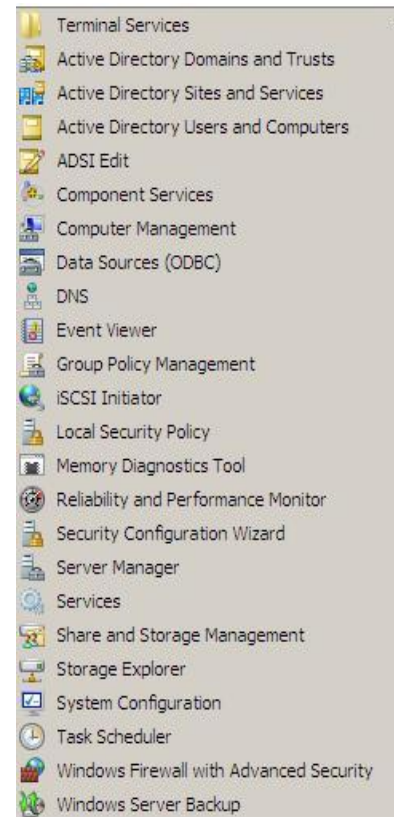 Terminal Services
Active Directory Domains and Trusts
Active Directory Sites and Services
Active Directory Users and Computers
ADSI Edit
Component Services
Computer Management
Data Sources (ODBC)
DNS
Event Viewer
Group Policy Management
iSCSI Initiator
Local Security Policy
Memory Diagnostics Tool
Reliability and Performance Monitor
Security Configuration Wizard
Server Manager
Services
Share and Storage Management
Storage Explorer
System Configuration
Task Scheduler
Windows Firewall with Advanced Security
Windows Server Backup